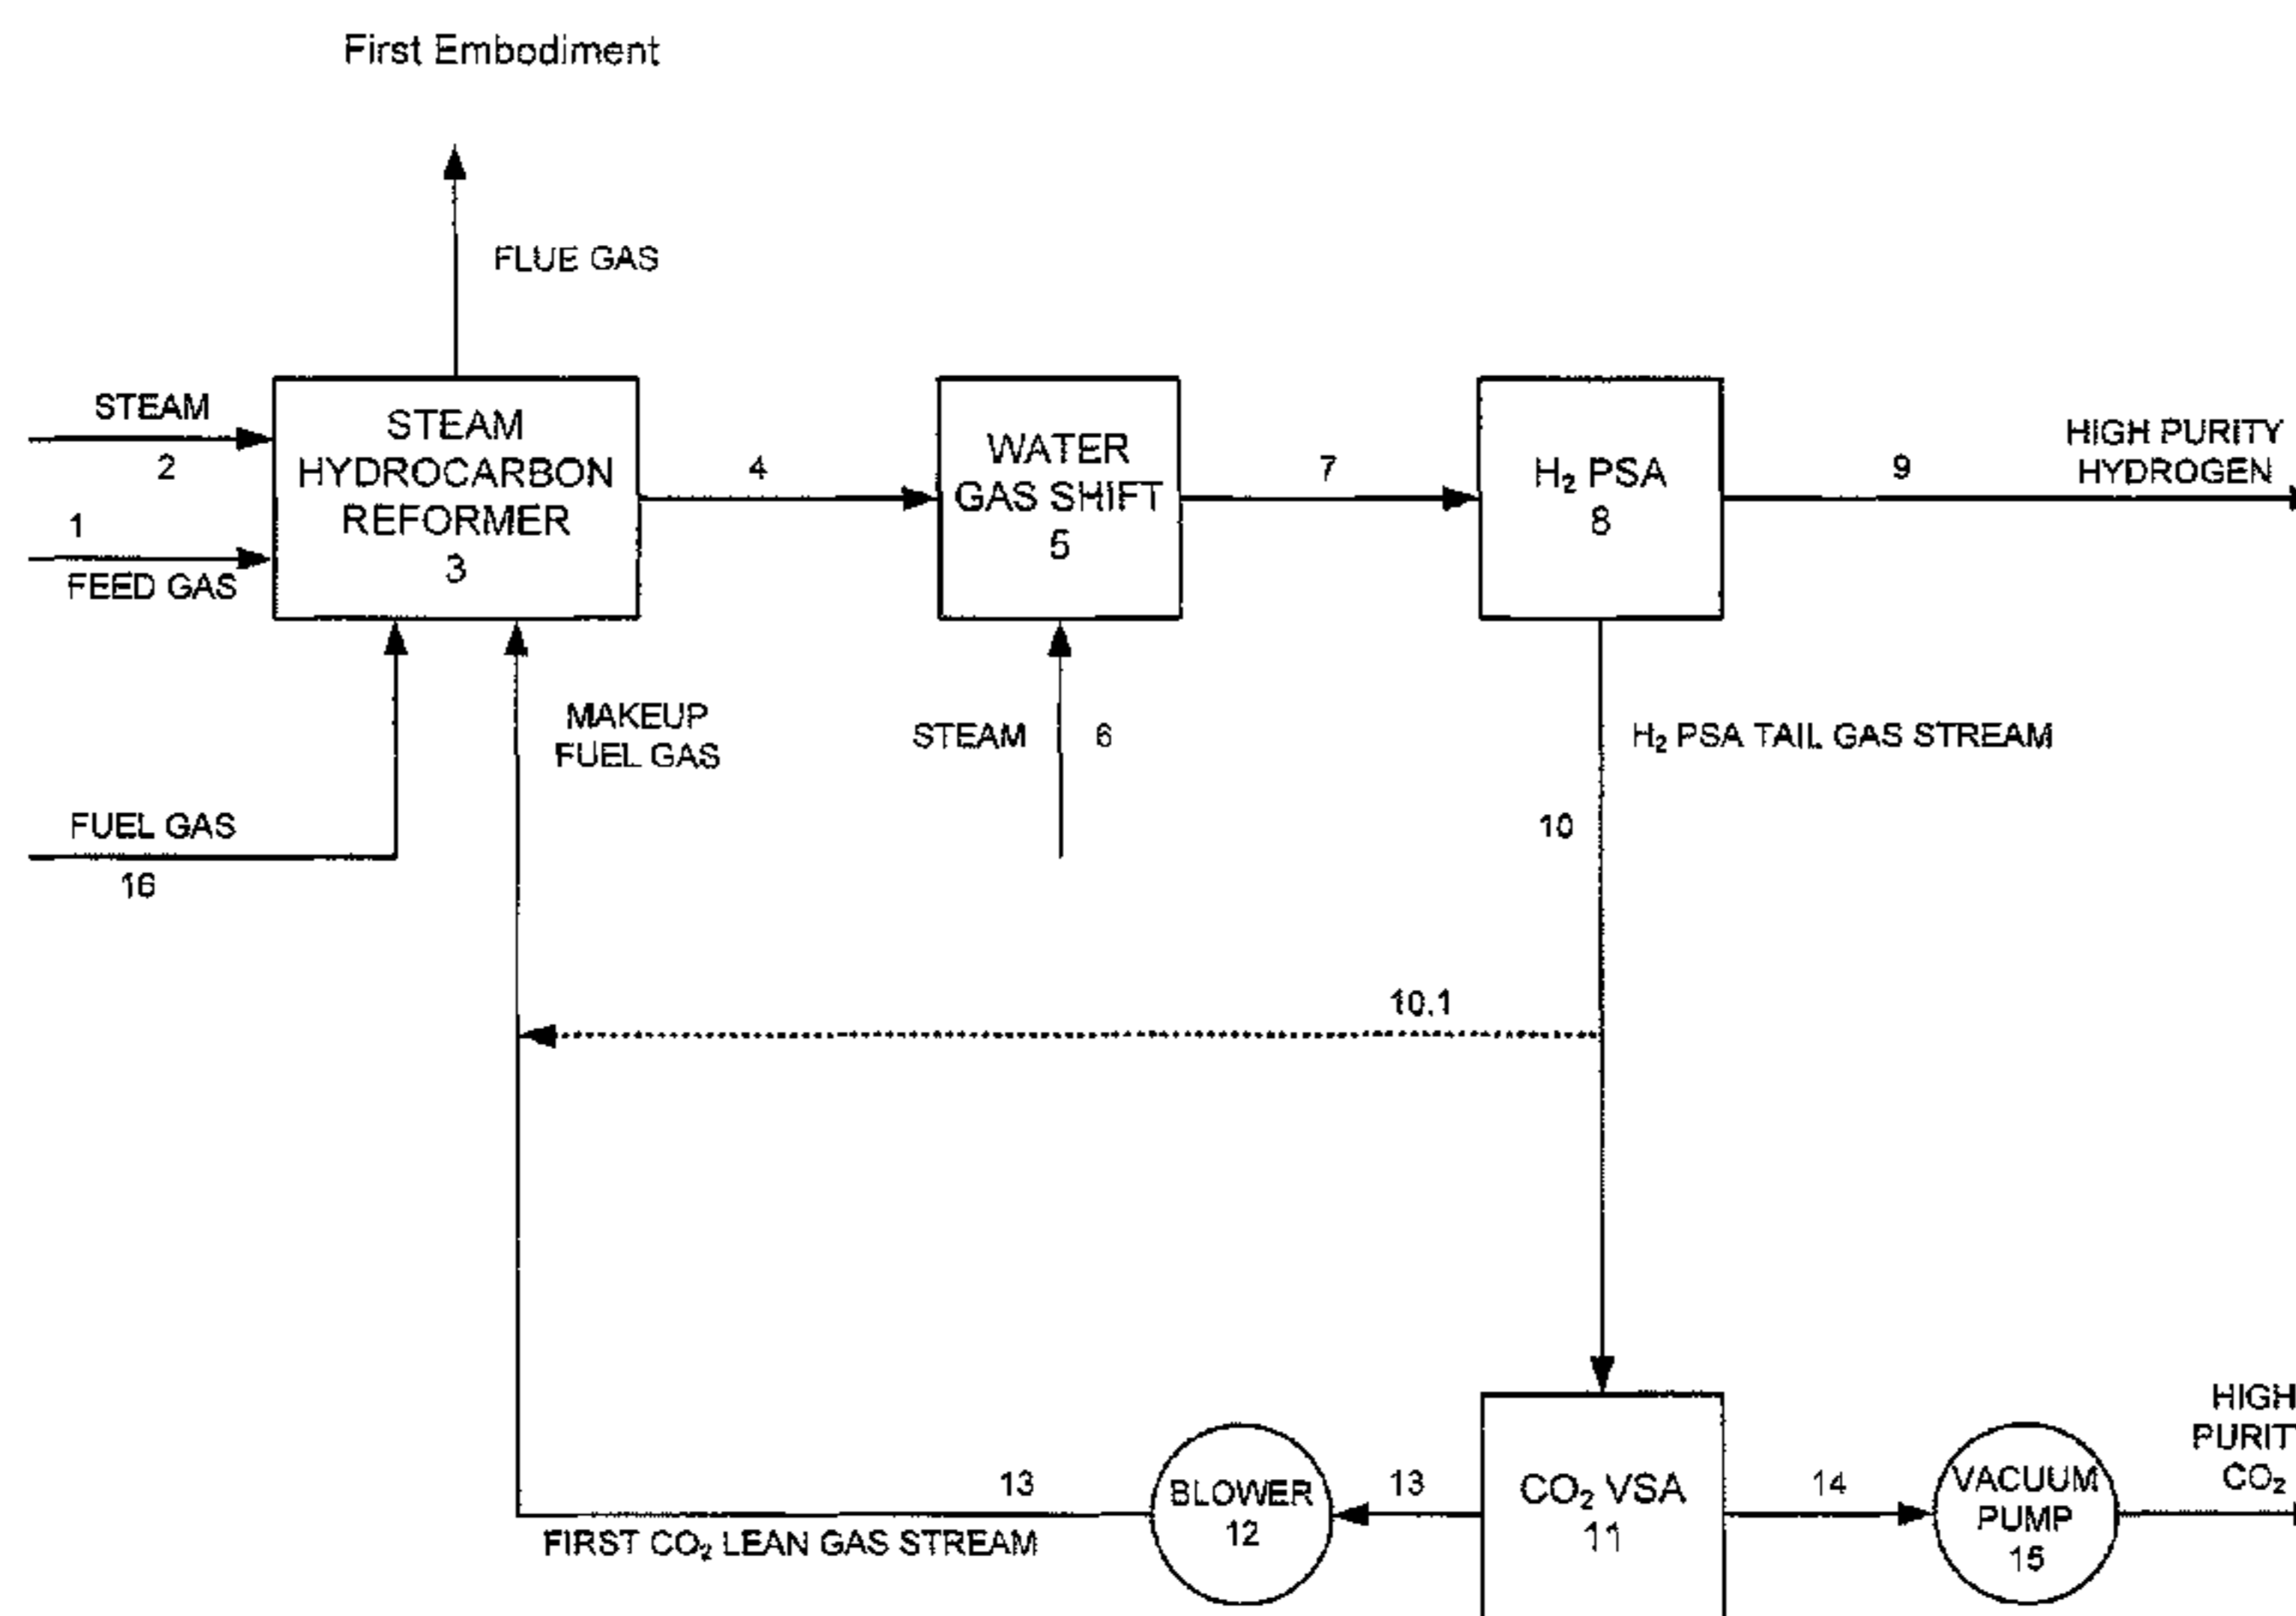 First Embodiment
FLUE GAS
STEAM
2
1
FEED GAS
STEAM
HYDROCARBON
REFORMER
3
4
WATER
GAS SHIFT
5
7
H₂ PSA
8
9
HIGH PURITY
HYDROGEN
MAKEUP
FUEL GAS
STEAM
6
H₂ PSA TAIL GAS STREAM
10
FUEL GAS
16
10.1
13
FIRST CO₂ LEAN GAS STREAM
BLOWER
12
13
CO₂ VSA
11
14
VACUUM
PUMP
15
HIGH
PURITY
CO₂